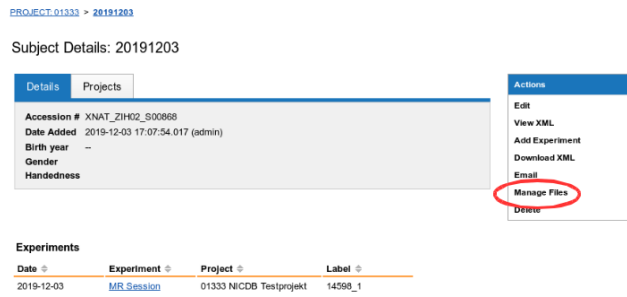 PROJECT: 01333 > 20191203
Subject Details: 20191203
Details Projects
Accession # XNAT_ZIH02_S00868
Date Added 2019-12-03 17:07:54.017 (admin)
Birth year --
Gender
Handedness
Actions
Edit
View XML
Add Experiment
Download XML
Email
Manage Files
Delete
Experiments
Date Experiment Project Label
2019-12-03 MR Session 01333 NICDB Testprojekt 14598_1